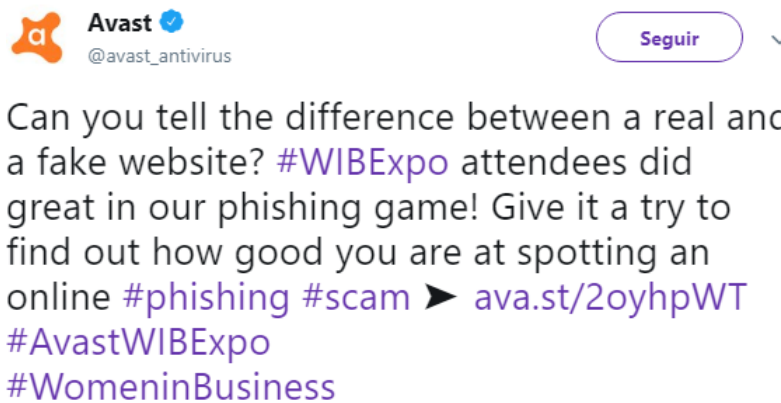 Avast
@avast_antivirus
Seguir
Can you tell the difference between a real and
a fake website? #WIBExpo attendees did
great in our phishing game! Give it a try to
find out how good you are at spotting an
online #phishing #scam ➤ ava.st/2oyhpWT
#AvastWIBExpo
#WomeninBusiness